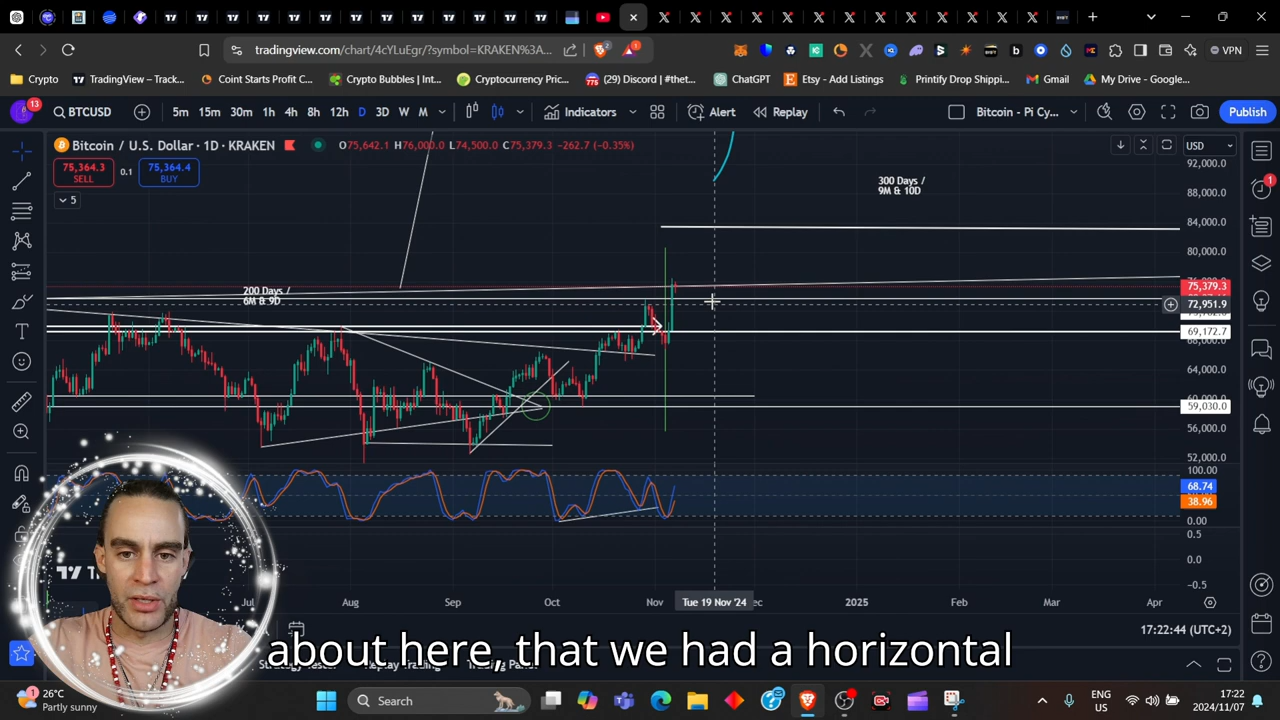 VPN
tradingview.com/chart/4cYLuEgr/?symbol=KRAKEN%3A...
2
1
Crypto
TradingView – Track...
Coint Starts Profit C...
Crypto Bubbles | Int...
Cryptocurrency Pric...
(29) Discord | #thet...
ChatGPT
Etsy - Add Listings
Printify Drop Shippi...
Gmail
My Drive - Google...
13
BTCUSD
5m 15m 30m 1h 4h 8h 12h D 3D W M
Indicators
Alert
Replay
Bitcoin - Pi Cy...
Publish
Bitcoin / U.S. Dollar · 1D · KRAKEN
O75,642.1 H76,000.0 L74,500.0 C75,379.3 −262.7 (−0.35%)
USD
75,364.3
SELL
0.1
75,364.4
BUY
5
92,000.0
88,000.0
84,000.0
80,000.0
75,379.3
72,951.9
69,172.7
64,000.0
59,030.0
56,000.0
52,000.0
300 Days /
9M & 10D
200 Days /
6M & 9D
100.00
68.74
38.96
0.00
0.5
0.0
−0.5
Jul Aug Sep Oct Nov Tue 19 Nov '24 2025 Feb Mar Apr
17:22:44 (UTC+2)
about here, that we had a horizontal
1
26°C
Partly sunny
Search
ENG
US
17:22
2024/11/07